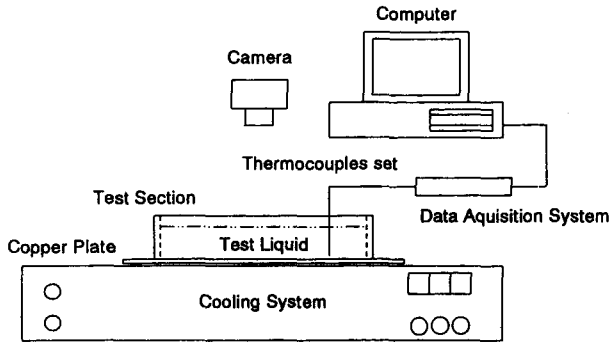 Computer
Camera
Thermocouples set
Test Section
Data Aquisition System
Copper Plate
Test Liquid
Cooling System